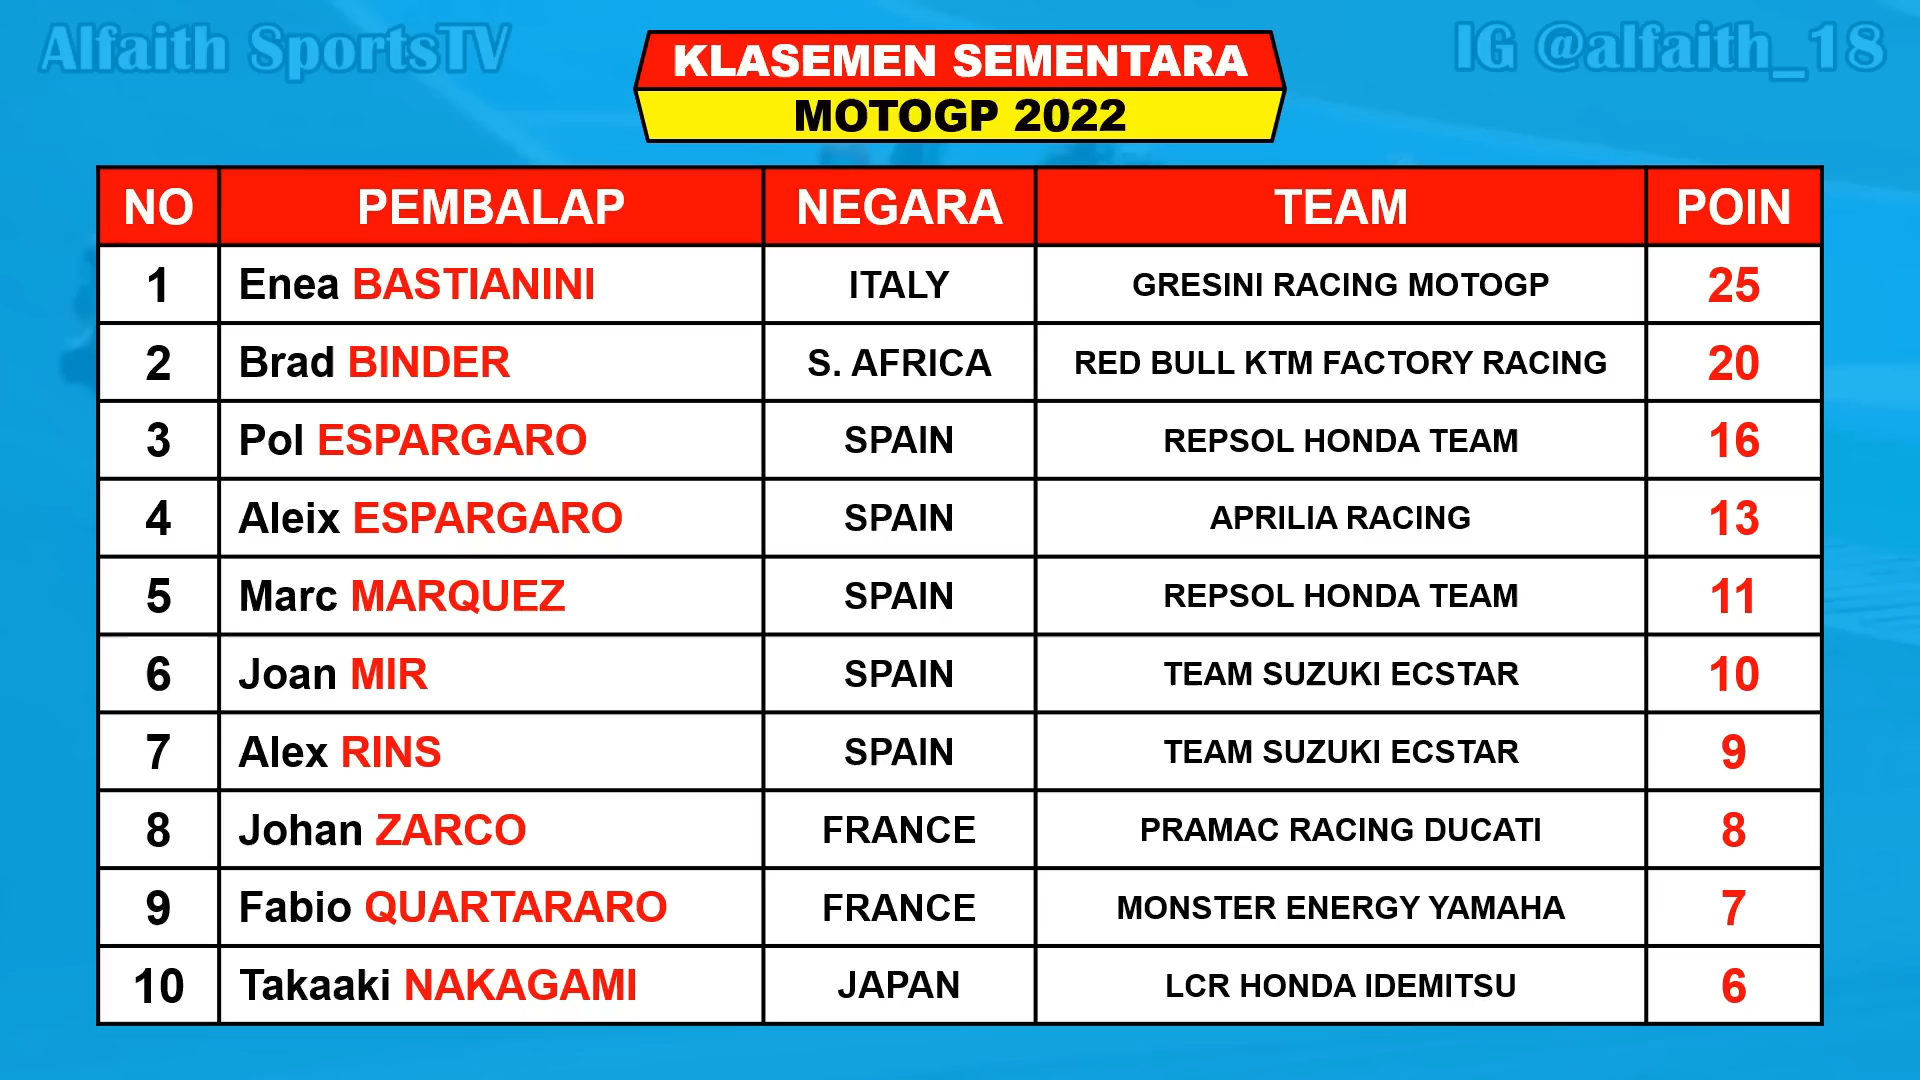 Alfaith SportsTV
IG @alfaith_18
KLASEMEN SEMENTARA
MOTOGP 2022
NO PEMBALAP NEGARA TEAM POIN
1 Enea BASTIANINI ITALY GRESINI RACING MOTOGP 25
2 Brad BINDER S. AFRICA RED BULL KTM FACTORY RACING 20
3 Pol ESPARGARO SPAIN REPSOL HONDA TEAM 16
4 Aleix ESPARGARO SPAIN APRILIA RACING 13
5 Marc MARQUEZ SPAIN REPSOL HONDA TEAM 11
6 Joan MIR SPAIN TEAM SUZUKI ECSTAR 10
7 Alex RINS SPAIN TEAM SUZUKI ECSTAR 9
8 Johan ZARCO FRANCE PRAMAC RACING DUCATI 8
9 Fabio QUARTARARO FRANCE MONSTER ENERGY YAMAHA 7
10 Takaaki NAKAGAMI JAPAN LCR HONDA IDEMITSU 6